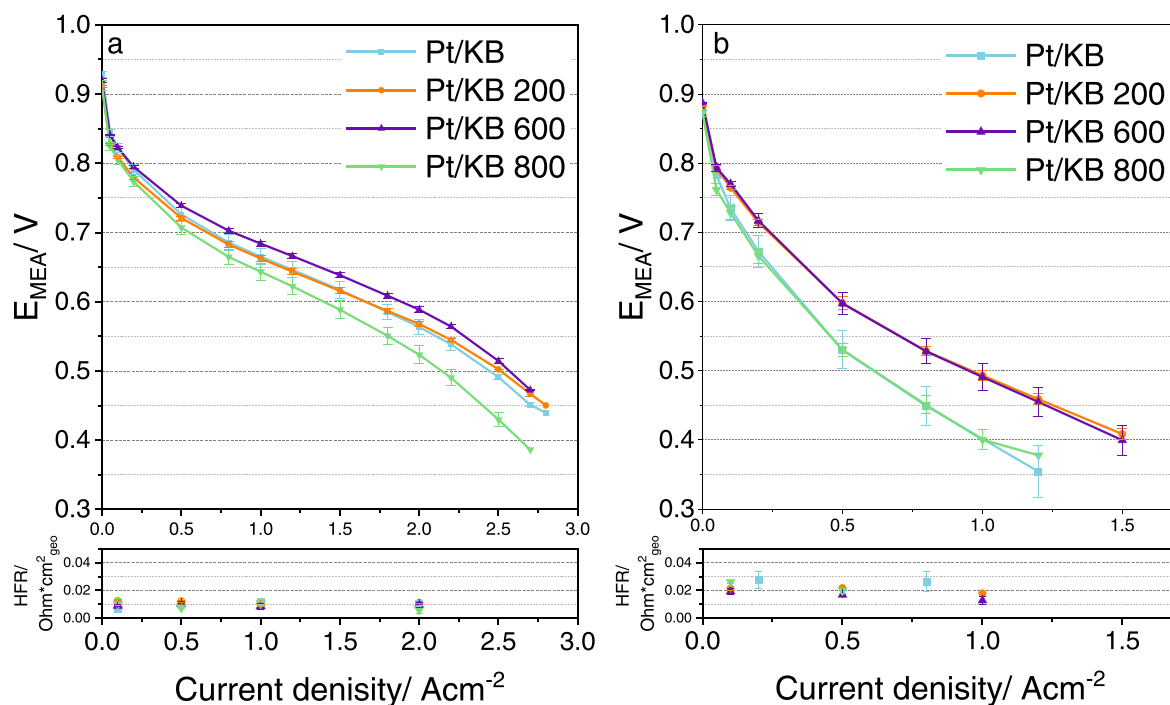 a
Pt/KB
Pt/KB 200
Pt/KB 600
Pt/KB 800
1.0
0.9
0.8
0.7
0.6
0.5
0.4
0.3
E_MEA/ V
0.0 0.5 1.0 1.5 2.0 2.5 3.0
HFR/
Ohm*cm²_geo
0.04
0.02
0.00
0.0 0.5 1.0 1.5 2.0 2.5 3.0
Current denisity/ Acm⁻²
b
Pt/KB
Pt/KB 200
Pt/KB 600
Pt/KB 800
1.0
0.9
0.8
0.7
0.6
0.5
0.4
0.3
E_MEA/ V
0.0 0.5 1.0 1.5
HFR/
Ohm*cm²_geo
0.04
0.02
0.00
0.0 0.5 1.0 1.5
Current denisity/ Acm⁻²